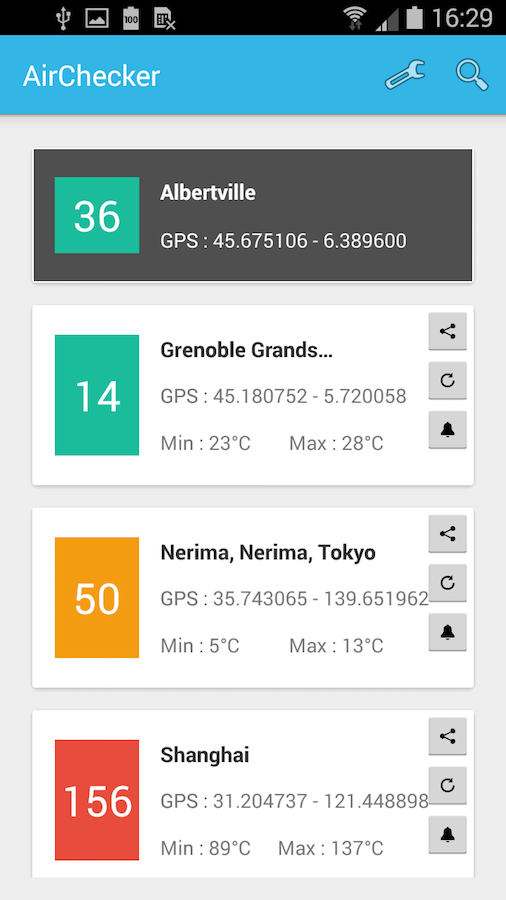 100
16:29
AirChecker
36
Albertville
GPS : 45.675106 - 6.389600
14
Grenoble Grands...
GPS : 45.180752 - 5.720058
Min : 23°C Max : 28°C
50
Nerima, Nerima, Tokyo
GPS : 35.743065 - 139.651962
Min : 5°C Max : 13°C
156
Shanghai
GPS : 31.204737 - 121.448898
Min : 89°C Max : 137°C